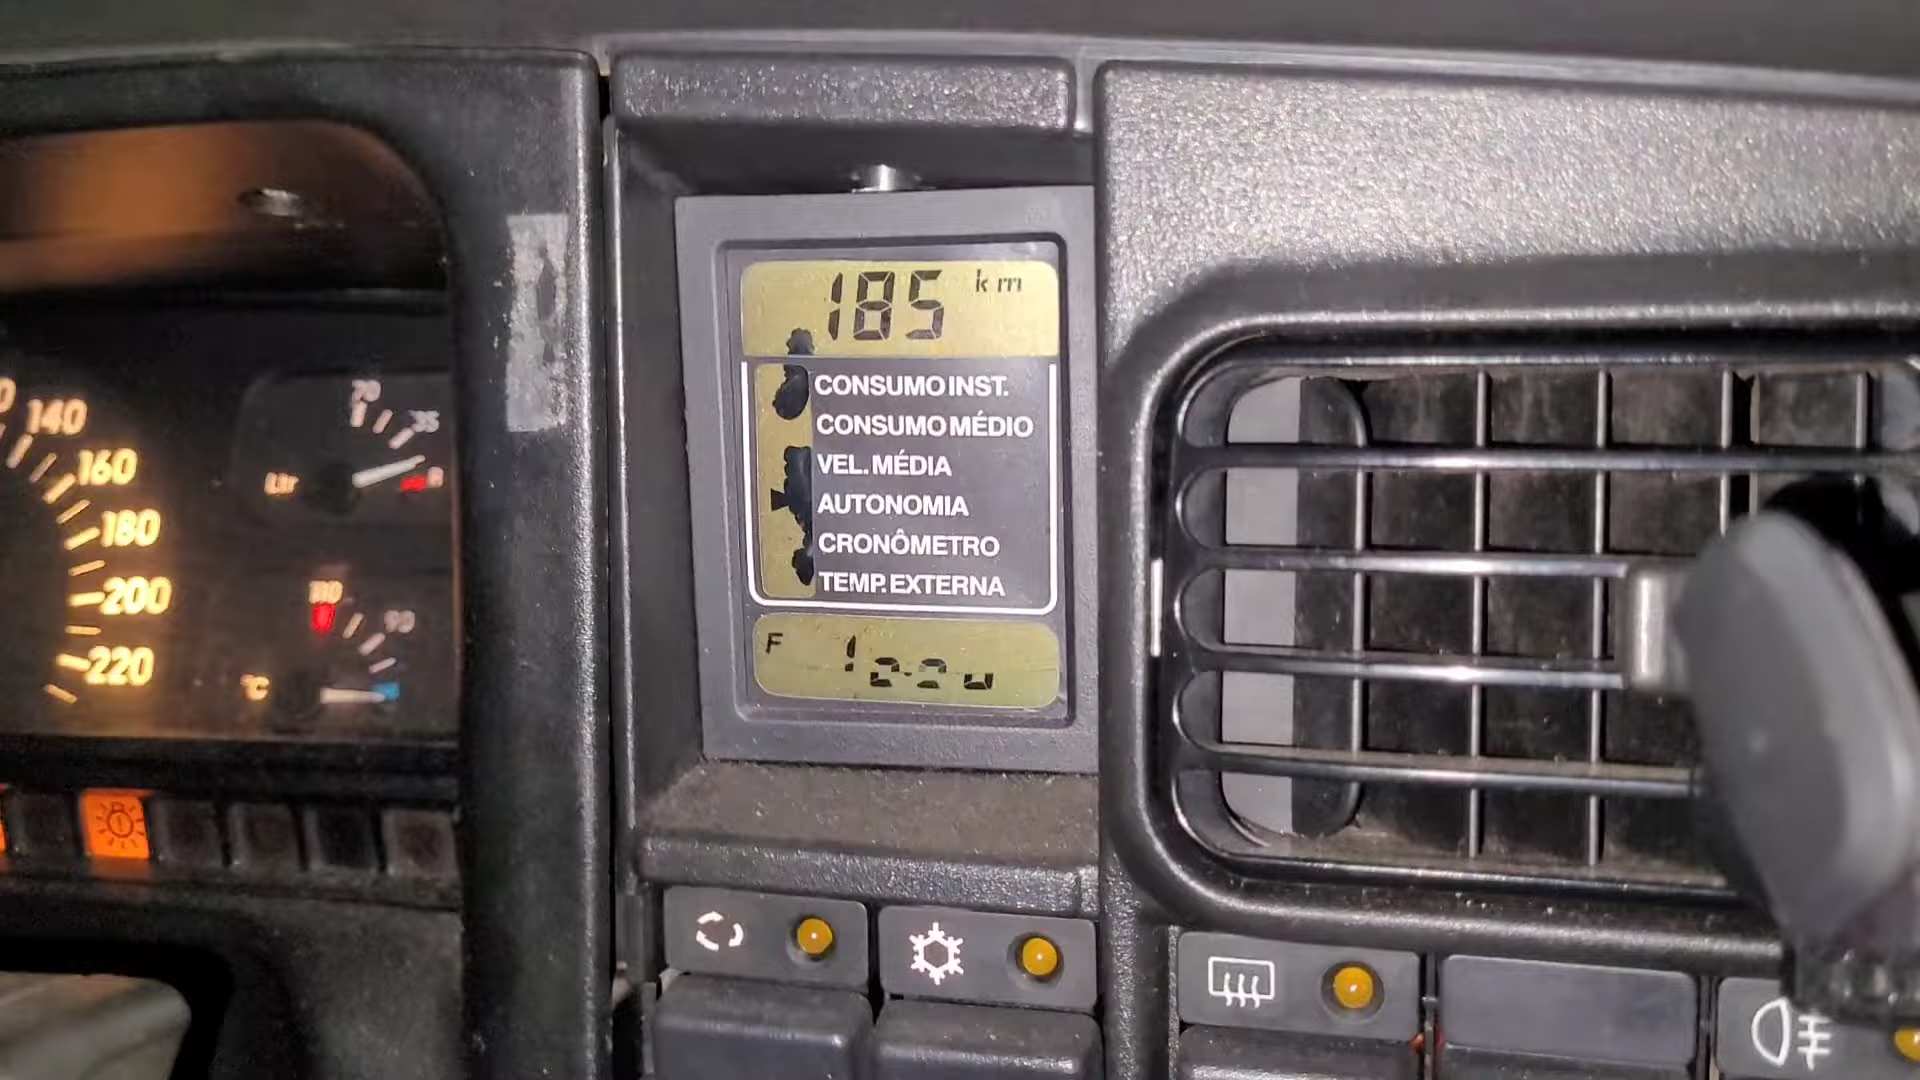 140
160
180
200
220
70
35
Ltr
R
110
90
°C
185 km
CONSUMO INST.
CONSUMO MÉDIO
VEL. MÉDIA
AUTONOMIA
CRONÔMETRO
TEMP. EXTERNA
F